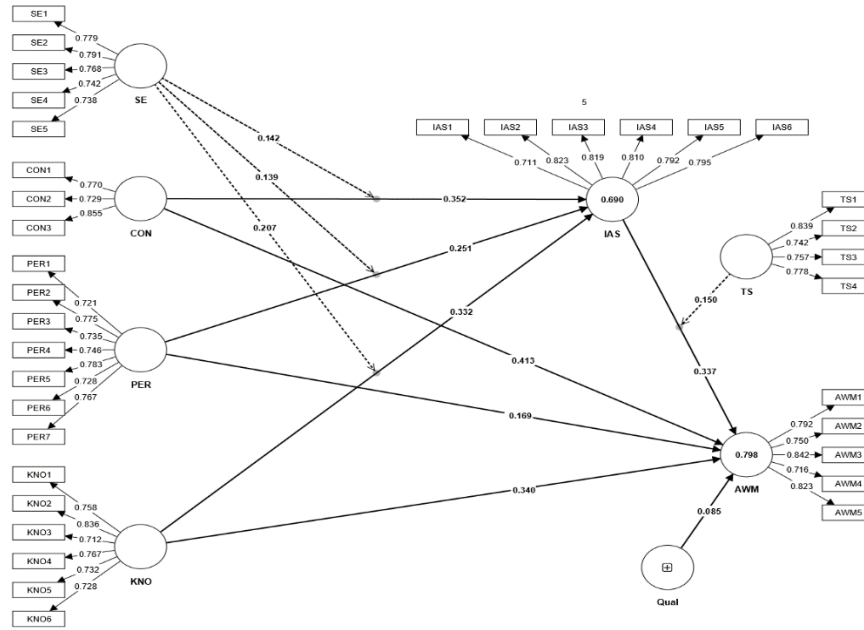 SE1
SE2
SE3
SE4
SE5
0.779
0.791
0.768
0.742
0.738
SE
CON1
CON2
CON3
0.770
0.729
0.855
CON
PER1
PER2
PER3
PER4
PER5
PER6
PER7
0.721
0.775
0.735
0.746
0.783
0.728
0.767
PER
KNO1
KNO2
KNO3
KNO4
KNO5
KNO6
0.758
0.836
0.712
0.767
0.732
0.728
KNO
0.142
0.139
0.207
0.352
0.251
0.332
0.413
0.169
0.340
5
IAS1
IAS2
IAS3
IAS4
IAS5
IAS6
0.711
0.823
0.819
0.810
0.792
0.795
0.690
IAS
TS1
TS2
TS3
TS4
0.839
0.742
0.757
0.778
TS
0.150
0.337
AWM1
AWM2
AWM3
AWM4
AWM5
0.792
0.750
0.842
0.716
0.823
0.798
AWM
0.085
Qual